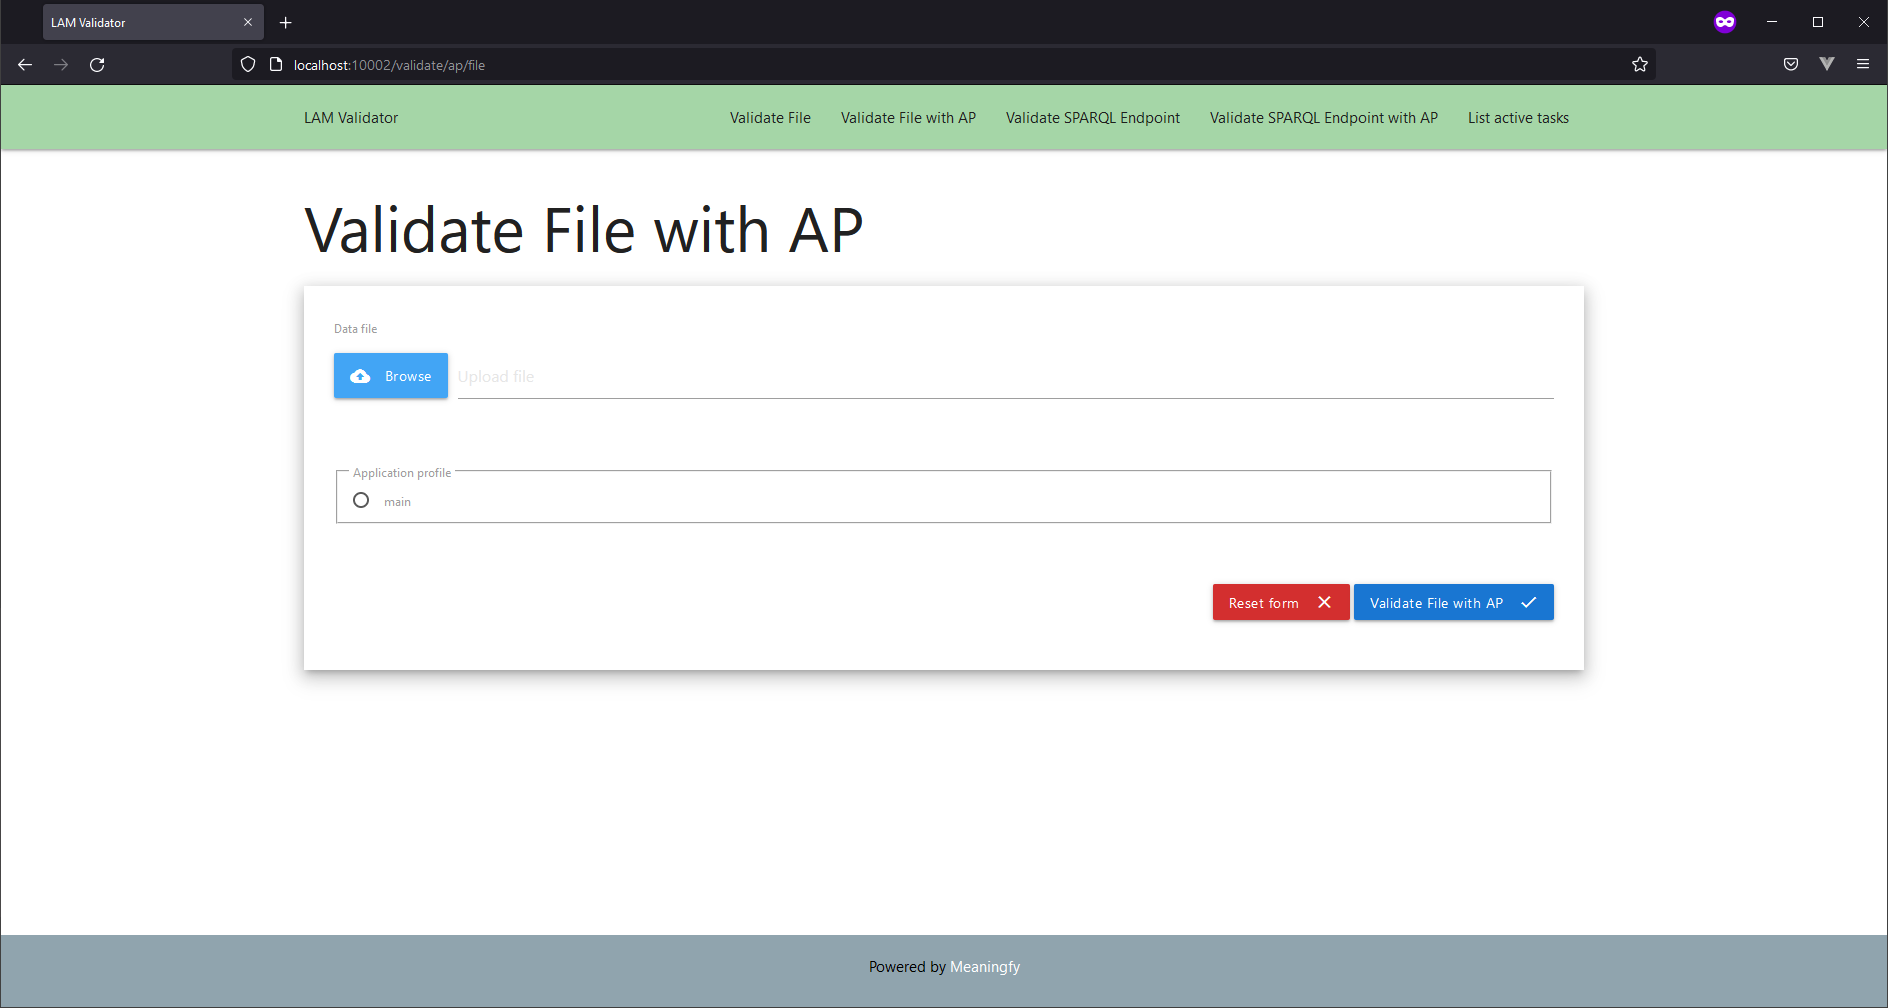 LAM Validator
localhost:10002/validate/ap/file
LAM Validator Validate File Validate File with AP Validate SPARQL Endpoint Validate SPARQL Endpoint with AP List active tasks
Validate File with AP
Data file
Browse Upload file
Application profile
main
Reset form Validate File with AP
Powered by Meaningfy